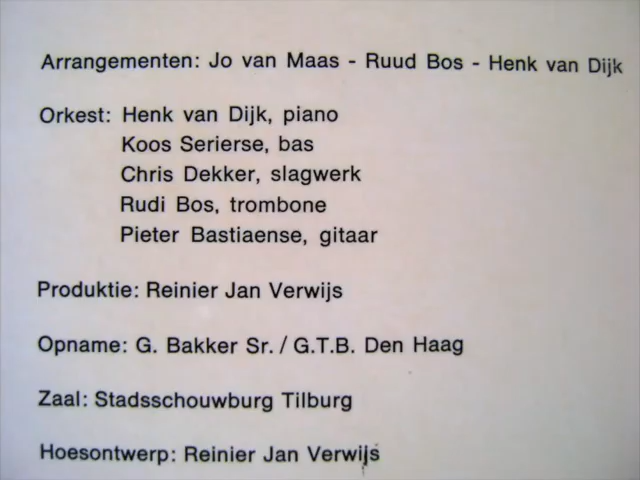 Arrangementen: Jo van Maas - Ruud Bos - Henk van Dijk
Orkest: Henk van Dijk, piano
Koos Serierse, bas
Chris Dekker, slagwerk
Rudi Bos, trombone
Pieter Bastiaense, gitaar
Produktie: Reinier Jan Verwijs
Opname: G. Bakker Sr. / G.T.B. Den Haag
Zaal: Stadsschouwburg Tilburg
Hoesontwerp: Reinier Jan Verwijs